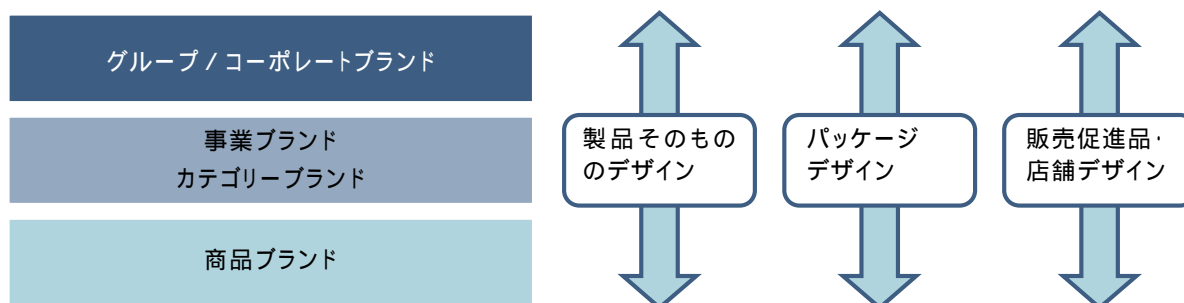 グループ / コーポレートブランド
事業ブランド
カテゴリーブランド
商品ブランド
製品そのもの
のデザイン
パッケージ
デザイン
販売促進品・
店舗デザイン